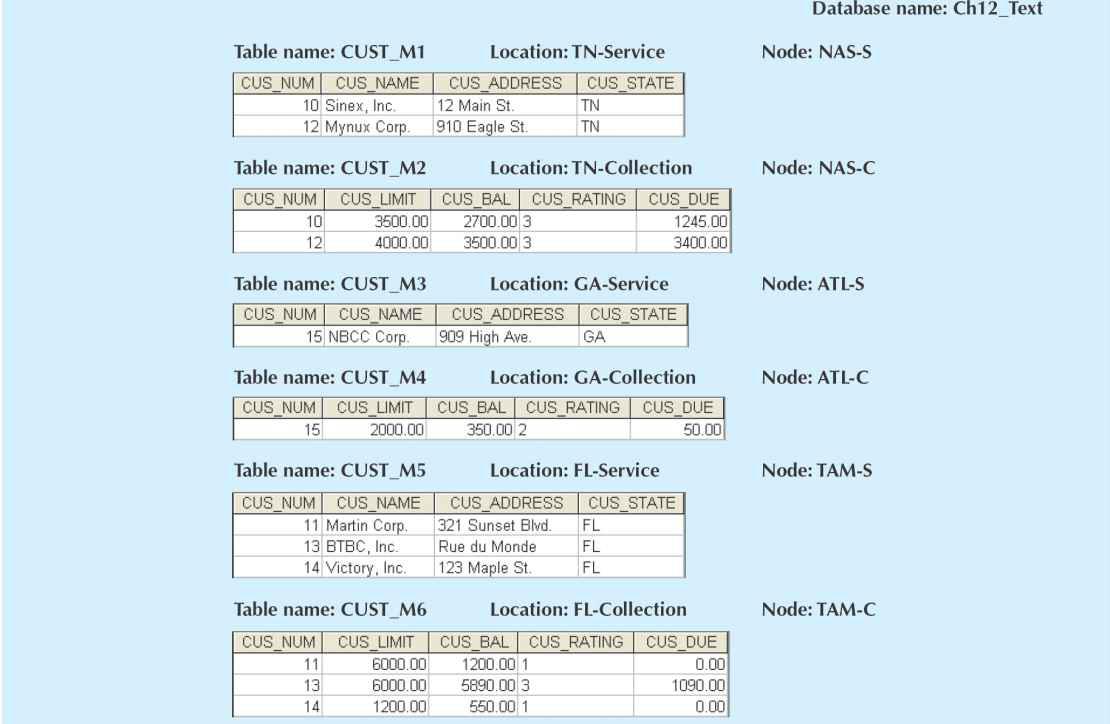 Database name: Ch12_Text
Table name: CUST_M1 Location: TN-Service Node: NAS-S
CUS_NUM CUS_NAME CUS_ADDRESS CUS_STATE
10 Sinex, Inc. 12 Main St. TN
12 Mynux Corp. 910 Eagle St. TN
Table name: CUST_M2 Location: TN-Collection Node: NAS-C
CUS_NUM CUS_LIMIT CUS_BAL CUS_RATING CUS_DUE
10 3500.00 2700.00 3 1245.00
12 4000.00 3500.00 3 3400.00
Table name: CUST_M3 Location: GA-Service Node: ATL-S
CUS_NUM CUS_NAME CUS_ADDRESS CUS_STATE
15 NBCC Corp. 909 High Ave. GA
Table name: CUST_M4 Location: GA-Collection Node: ATL-C
CUS_NUM CUS_LIMIT CUS_BAL CUS_RATING CUS_DUE
15 2000.00 350.00 2 50.00
Table name: CUST_M5 Location: FL-Service Node: TAM-S
CUS_NUM CUS_NAME CUS_ADDRESS CUS_STATE
11 Martin Corp. 321 Sunset Blvd. FL
13 BTBC, Inc. Rue du Monde FL
14 Victory, Inc. 123 Maple St. FL
Table name: CUST_M6 Location: FL-Collection Node: TAM-C
CUS_NUM CUS_LIMIT CUS_BAL CUS_RATING CUS_DUE
11 6000.00 1200.00 1 0.00
13 6000.00 5890.00 3 1090.00
14 1200.00 550.00 1 0.00